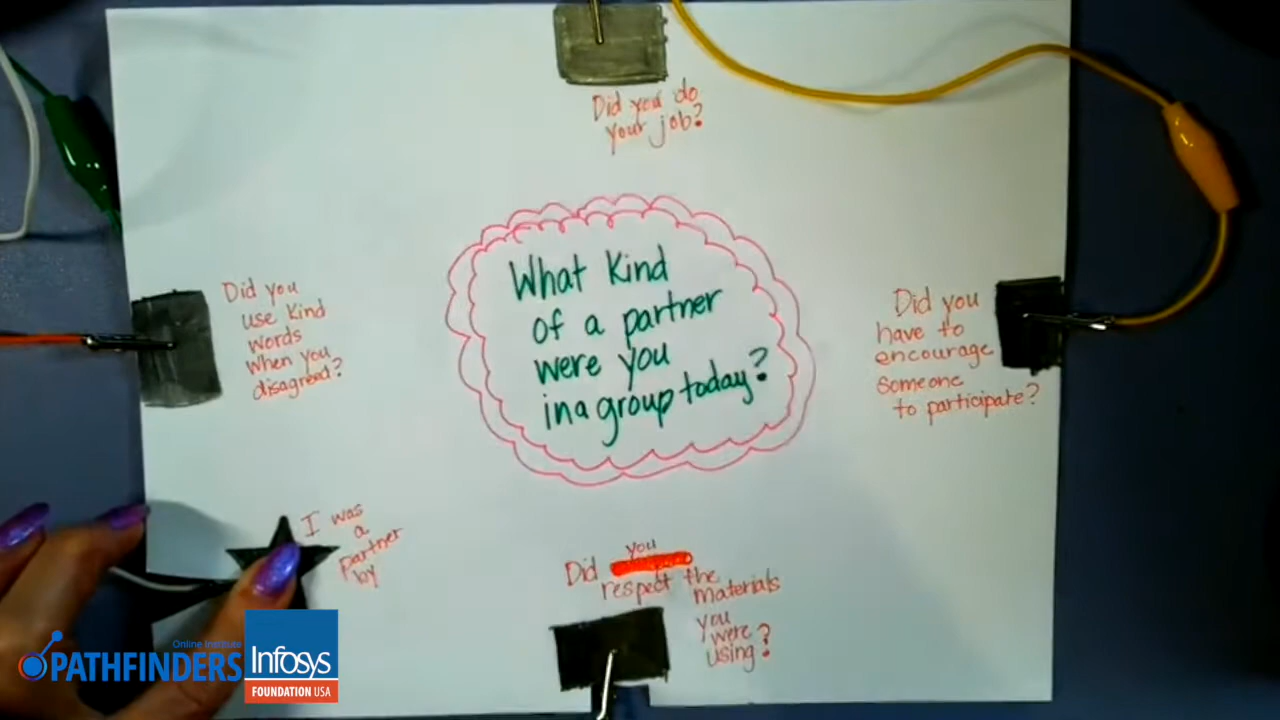 Did you do
your job?
What Kind
of a partner
were you
in a group today?
Did you
use Kind
words
when you
disagreed?
Did you
have to
encourage
someone
to participate?
I was
a
partner
by
you
Did
respect the
materials
you
were
using?
Online Institute
PATHFINDERS
Infosys
FOUNDATION USA